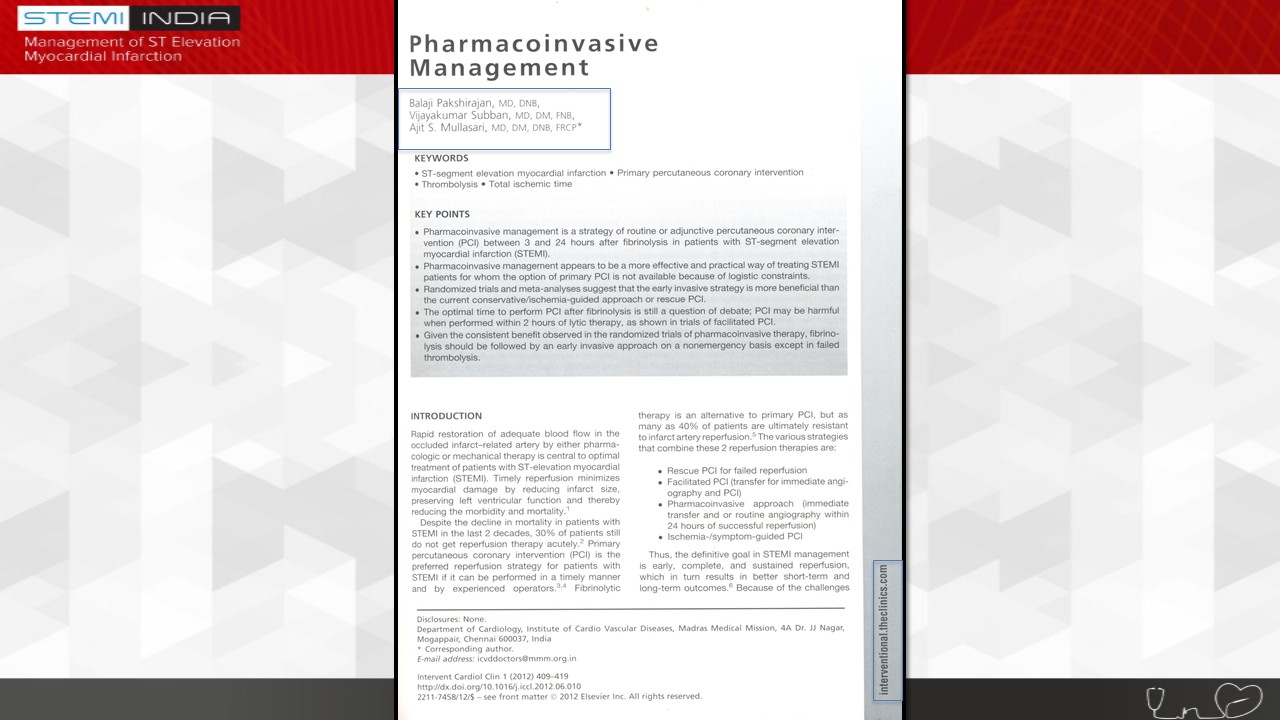 STEMI INDIA
Management of ST Elevation
Myocardial Infarction
Pharmacoinvasive
Management
Balaji Pakshirajan, MD, DNB,
Vijayakumar Subban, MD, DM, FNB,
Ajit S. Mullasari, MD, DM, DNB, FRCP*
KEYWORDS
• ST-segment elevation myocardial infarction • Primary percutaneous coronary intervention
• Thrombolysis • Total ischemic time
KEY POINTS
• Pharmacoinvasive management is a strategy of routine or adjunctive percutaneous coronary inter-
vention (PCI) between 3 and 24 hours after fibrinolysis in patients with ST-segment elevation
myocardial infarction (STEMI).
• Pharmacoinvasive management appears to be a more effective and practical way of treating STEMI
patients for whom the option of primary PCI is not available because of logistic constraints.
• Randomized trials and meta-analyses suggest that the early invasive strategy is more beneficial than
the current conservative/ischemia-guided approach or rescue PCI.
• The optimal time to perform PCI after fibrinolysis is still a question of debate; PCI may be harmful
when performed within 2 hours of lytic therapy, as shown in trials of facilitated PCI.
• Given the consistent benefit observed in the randomized trials of pharmacoinvasive therapy, fibrino-
lysis should be followed by an early invasive approach on a nonemergency basis except in failed
thrombolysis.
INTRODUCTION
Rapid restoration of adequate blood flow in the
occluded infarct–related artery by either pharma-
cologic or mechanical therapy is central to optimal
treatment of patients with ST-elevation myocardial
infarction (STEMI). Timely reperfusion minimizes
myocardial damage by reducing infarct size,
preserving left ventricular function and thereby
reducing the morbidity and mortality.1
Despite the decline in mortality in patients with
STEMI in the last 2 decades, 30% of patients still
do not get reperfusion therapy acutely.2 Primary
percutaneous coronary intervention (PCI) is the
preferred reperfusion strategy for patients with
STEMI if it can be performed in a timely manner
and by experienced operators.3,4 Fibrinolytic
therapy is an alternative to primary PCI, but as
many as 40% of patients are ultimately resistant
to infarct artery reperfusion.5 The various strategies
that combine these 2 reperfusion therapies are:
• Rescue PCI for failed reperfusion
• Facilitated PCI (transfer for immediate angi-
ography and PCI)
• Pharmacoinvasive approach (immediate
transfer and or routine angiography within
24 hours of successful reperfusion)
• Ischemia-/symptom-guided PCI
Thus, the definitive goal in STEMI management
is early, complete, and sustained reperfusion,
which in turn results in better short-term and
long-term outcomes.6 Because of the challenges
Disclosures: None.
Department of Cardiology, Institute of Cardio Vascular Diseases, Madras Medical Mission, 4A Dr. JJ Nagar,
Mogappair, Chennai 600037, India
* Corresponding author.
E-mail address: icvddoctors@mmm.org.in
Intervent Cardiol Clin 1 (2012) 409–419
http://dx.doi.org/10.1016/j.iccl.2012.06.010
2211-7458/12/$ – see front matter © 2012 Elsevier Inc. All rights reserved.
interventional.theclinics.com